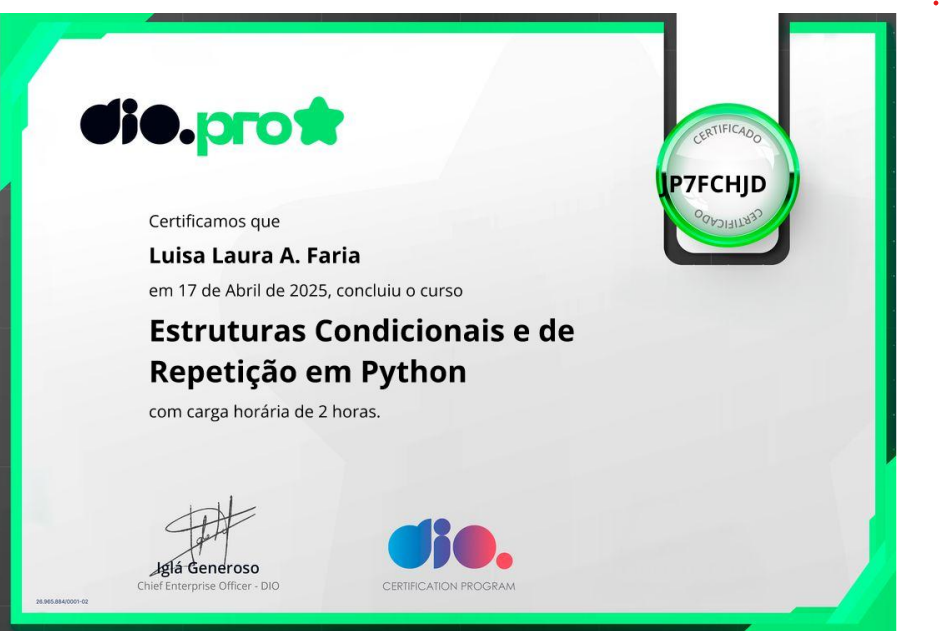 dio.pro
CERTIFICADO
JP7FCHJD
CERTIFICADO
Certificamos que
Luisa Laura A. Faria
em 17 de Abril de 2025, concluiu o curso
Estruturas Condicionais e de
Repetição em Python
com carga horária de 2 horas.
Iglá Generoso
Chief Enterprise Officer - DIO
dio.
CERTIFICATION PROGRAM
26.965.884/0001-02